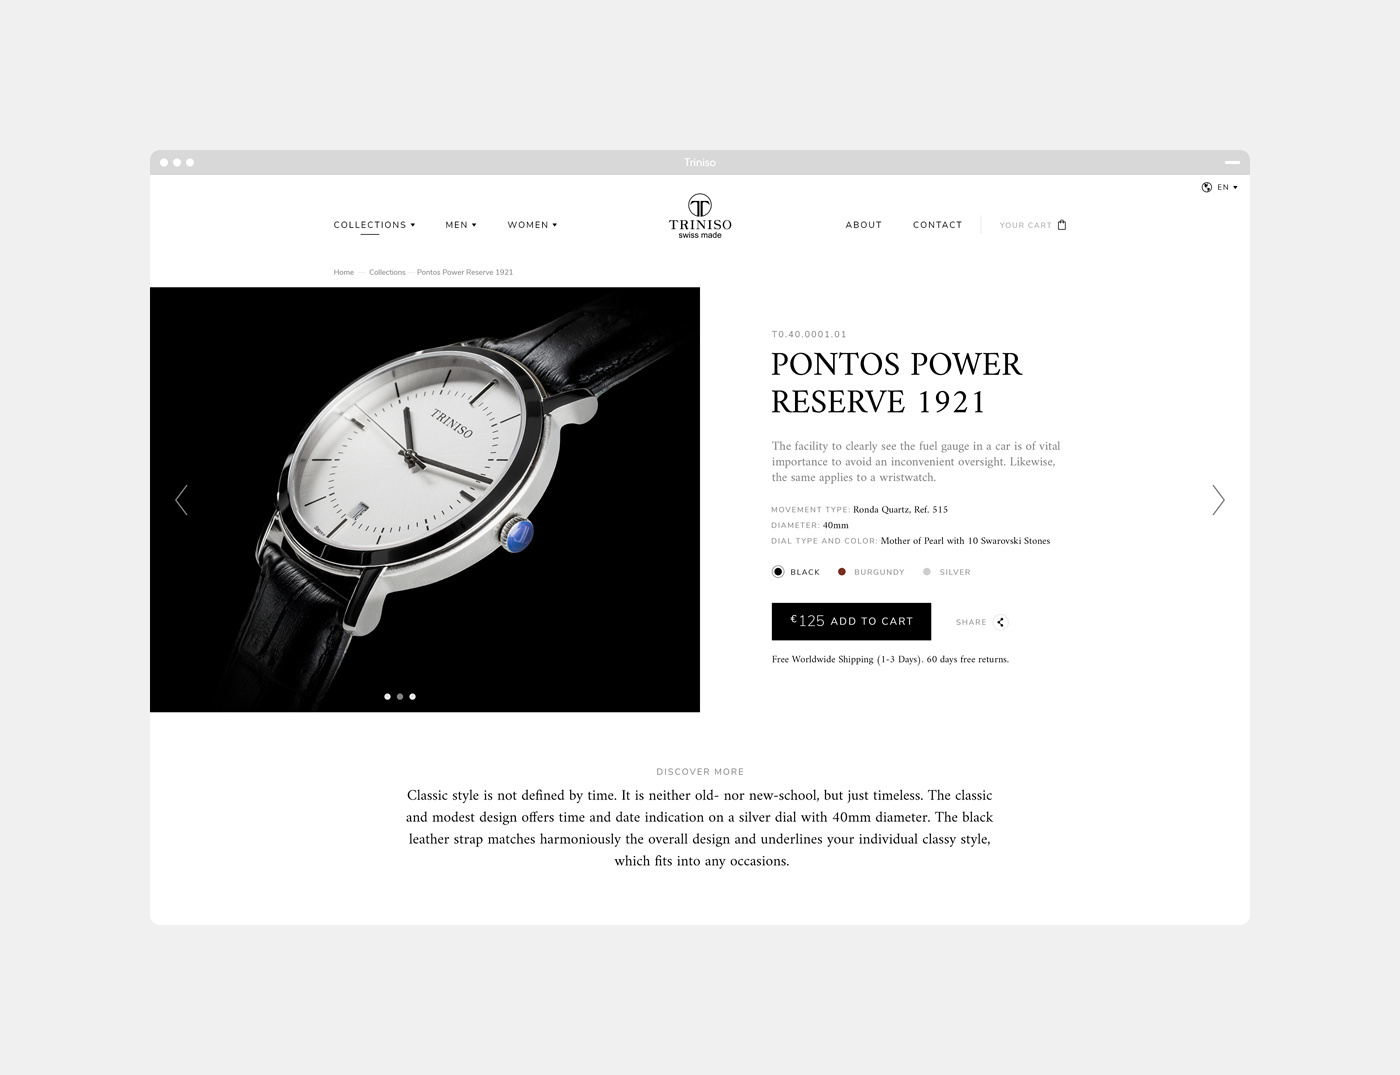 Triniso
EN
COLLECTIONS MEN WOMEN
TRINISO
swiss made
ABOUT CONTACT YOUR CART
Home — Collections — Pontos Power Reserve 1921
TRINISO
T0.40.0001.01
PONTOS POWER
RESERVE 1921
The facility to clearly see the fuel gauge in a car is of vital
importance to avoid an inconvenient oversight. Likewise,
the same applies to a wristwatch.
MOVEMENT TYPE: Ronda Quartz, Ref. 515
DIAMETER: 40mm
DIAL TYPE AND COLOR: Mother of Pearl with 10 Swarovski Stones
BLACK BURGUNDY SILVER
€125 ADD TO CART
SHARE
Free Worldwide Shipping (1-3 Days). 60 days free returns.
DISCOVER MORE
Classic style is not defined by time. It is neither old- nor new-school, but just timeless. The classic
and modest design offers time and date indication on a silver dial with 40mm diameter. The black
leather strap matches harmoniously the overall design and underlines your individual classy style,
which fits into any occasions.